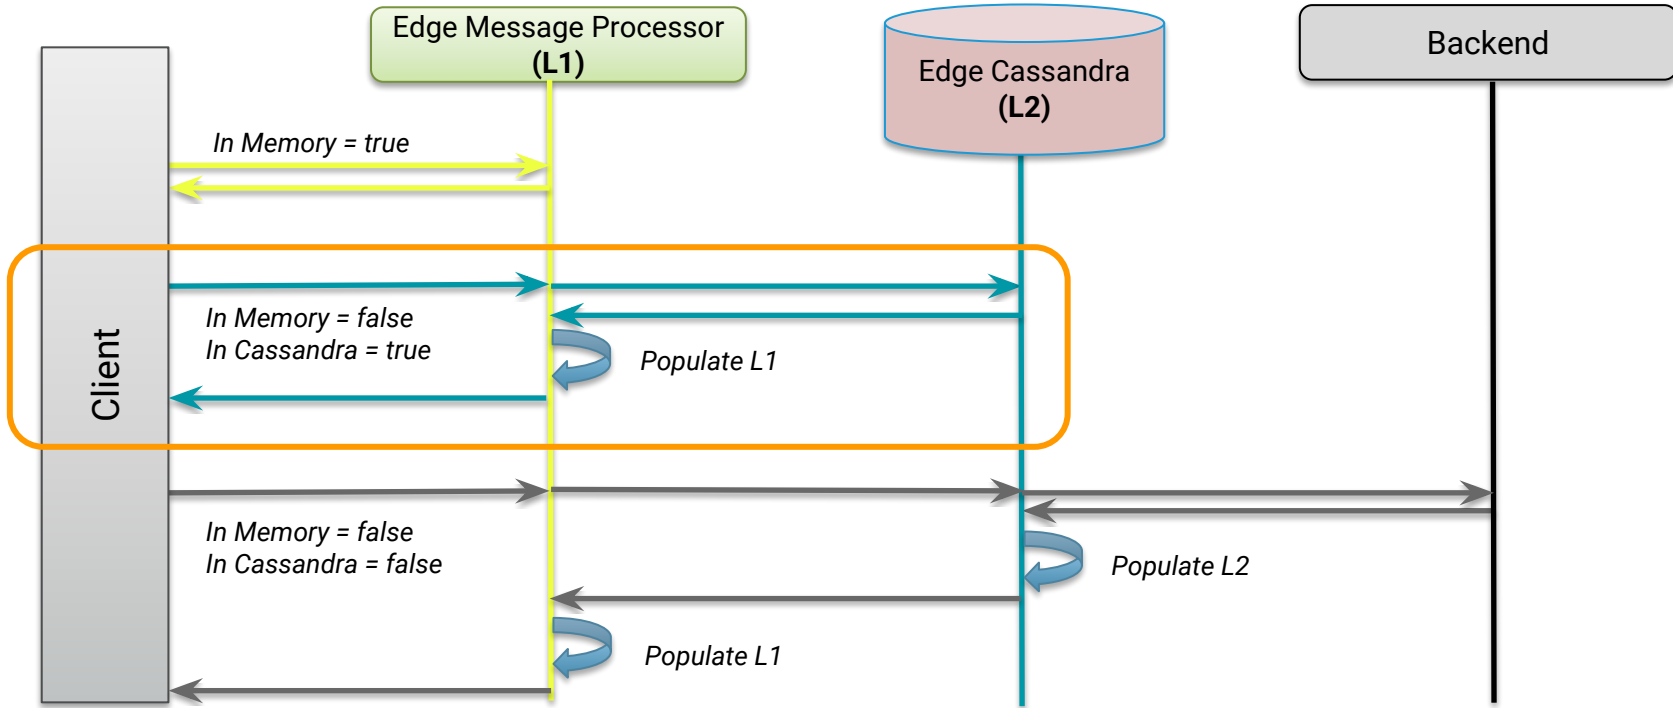 Edge Message Processor
(L1)
Edge Cassandra
(L2)
Backend
In Memory = true
Client
In Memory = false
In Cassandra = true
Populate L1
In Memory = false
In Cassandra = false
Populate L2
Populate L1